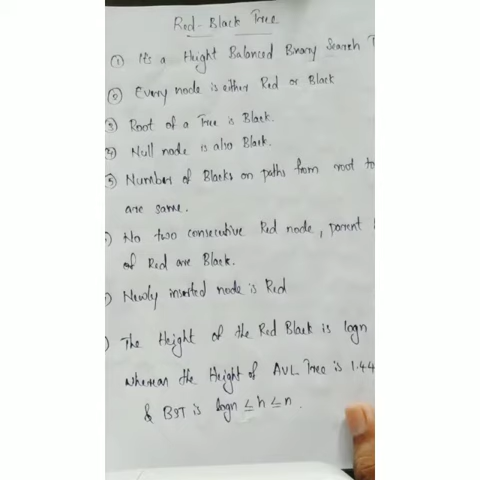 Red-Black Tree
① It's a Height Balanced Binary Search T
② Every node is either Red or Black
③ Root of a Tree is Black.
④ Null node is also Black.
⑤ Number of Blacks on paths from root to
are same.
) No two consecutive Red node, parent
of Red are Black.
) Newly inserted node is Red
) The Height of the Red Black is logn
whereas the Height of AVL Tree is 1.44
& BST is logn ≤ h ≤ n.